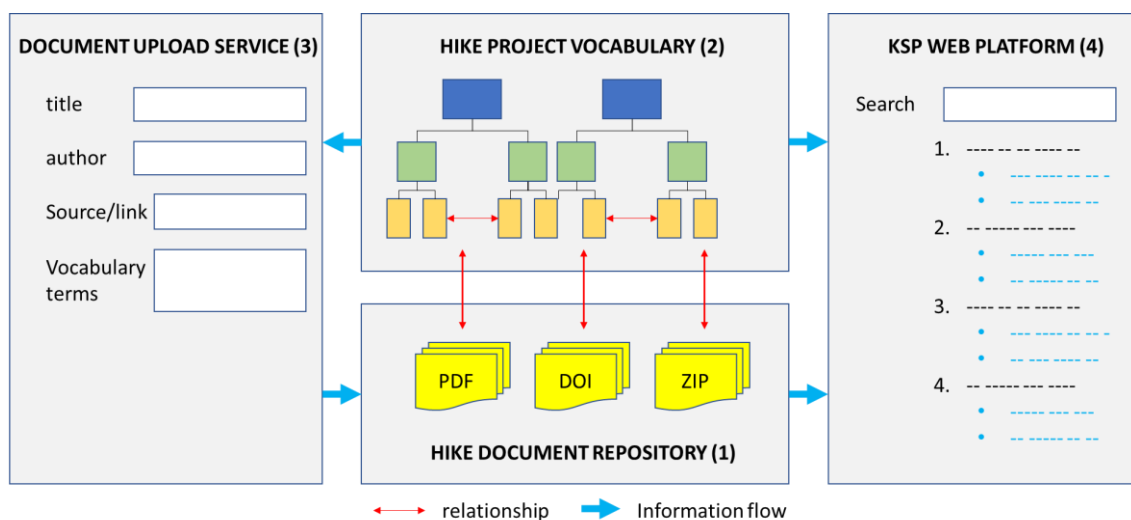 DOCUMENT UPLOAD SERVICE (3)
title
author
Source/link
Vocabulary
terms
HIKE PROJECT VOCABULARY (2)
PDF
DOI
ZIP
HIKE DOCUMENT REPOSITORY (1)
KSP WEB PLATFORM (4)
Search
1.
2.
3.
4.
relationship
Information flow